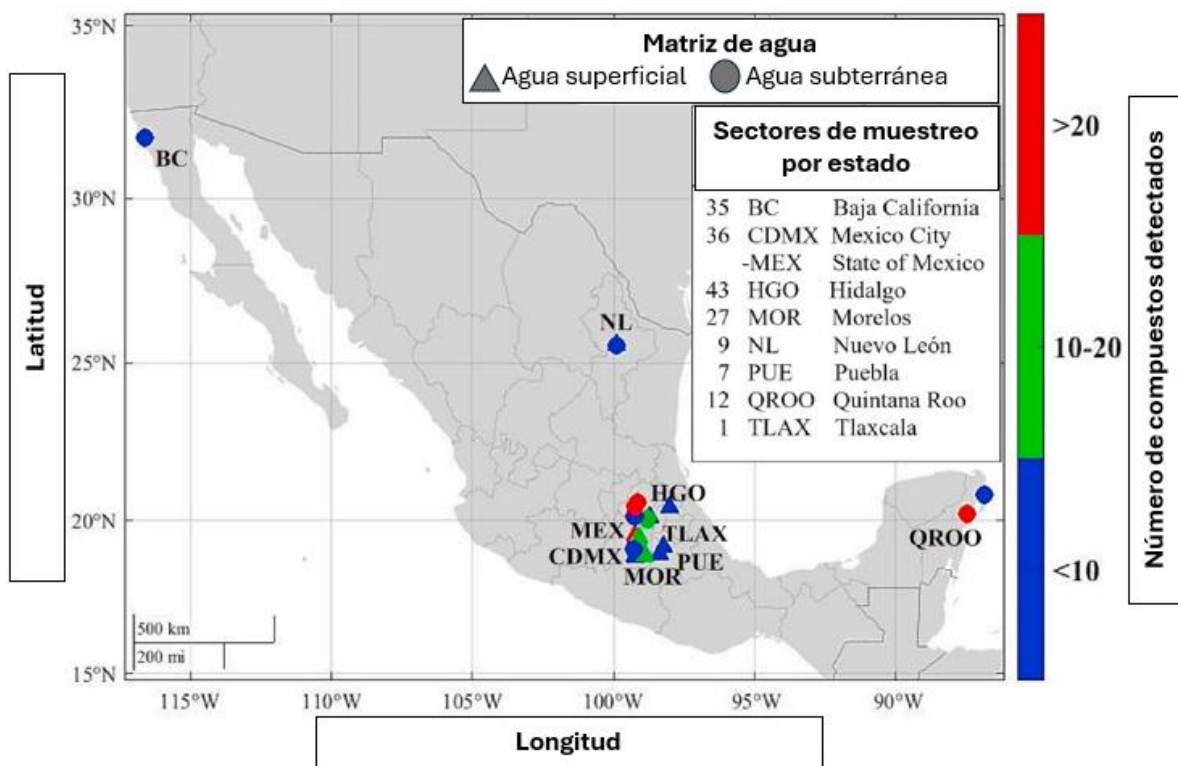 35°N
30°N
25°N
20°N
15°N
Latitud
Matriz de agua
Agua superficial Agua subterránea
Sectores de muestreo
por estado
35 BC Baja California
36 CDMX Mexico City
-MEX State of Mexico
43 HGO Hidalgo
27 MOR Morelos
9 NL Nuevo León
7 PUE Puebla
12 QROO Quintana Roo
1 TLAX Tlaxcala
BC
NL
HGO
MEX
TLAX
CDMX
PUE
MOR
QROO
500 km
200 mi
115°W 110°W 105°W 100°W 95°W 90°W
Longitud
>20
10-20
<10
Número de compuestos detectados